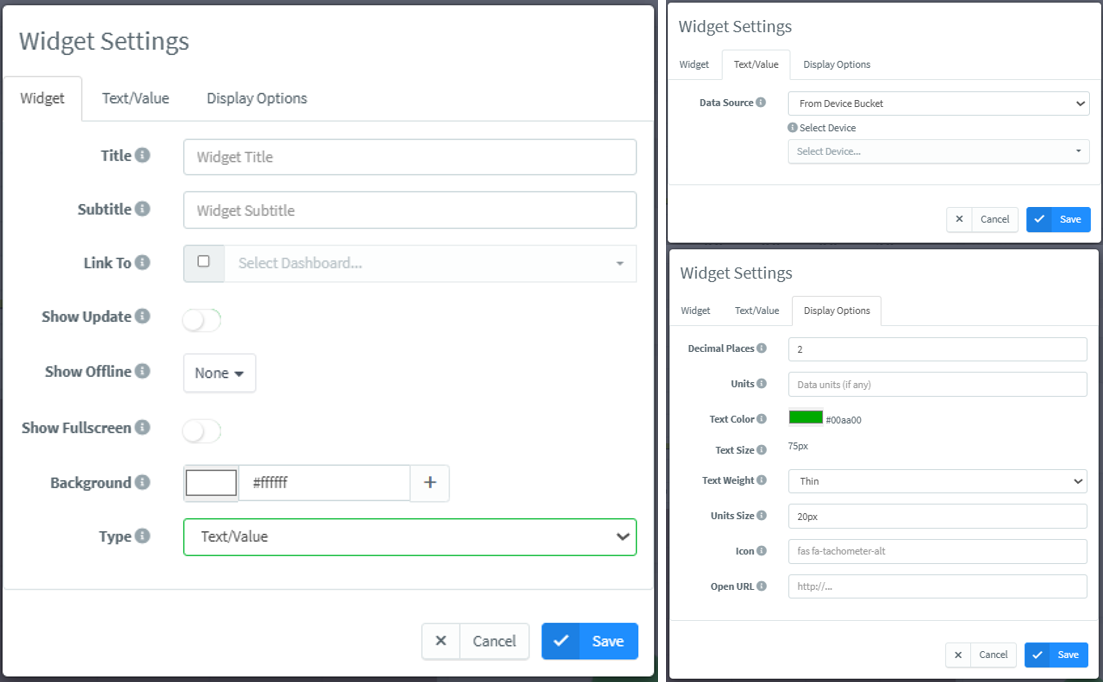 Widget Settings
Widget Text/Value Display Options
Title Widget Title
Subtitle Widget Subtitle
Link To Select Dashboard...
Show Update
Show Offline None
Show Fullscreen
Background #ffffff +
Type Text/Value
Cancel Save
Widget Settings
Widget Text/Value Display Options
Data Source From Device Bucket
Select Device
Select Device...
Cancel Save
Widget Settings
Widget Text/Value Display Options
Decimal Places 2
Units Data units (if any)
Text Color #00aa00
Text Size 75px
Text Weight Thin
Units Size 20px
Icon fas fa-tachometer-alt
Open URL http://...
Cancel Save